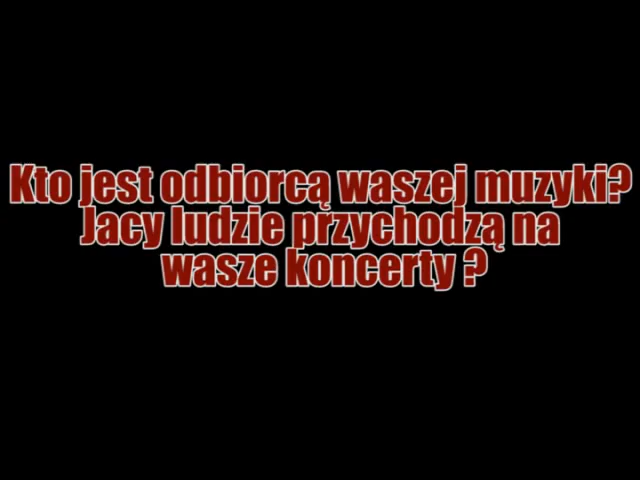 Kto jest odbiorcą waszej muzyki?
Jacy ludzie przychodzą na
wasze koncerty ?